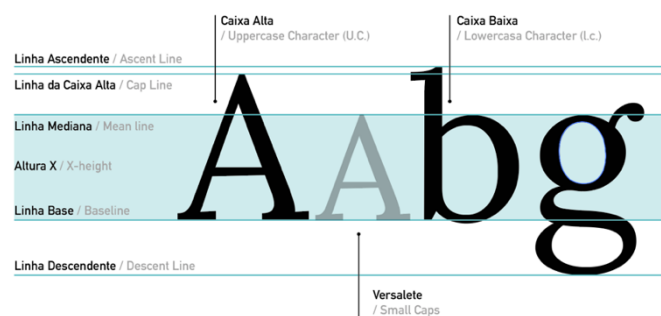 Caixa Alta
/ Uppercase Character (U.C.)
Caixa Baixa
/ Lowercasa Character (l.c.)
Linha Ascendente / Ascent Line
Linha da Caixa Alta / Cap Line
Linha Mediana / Mean line
Altura X / X-height
Linha Base / Baseline
Linha Descendente / Descent Line
AAbg
Versalete
/ Small Caps